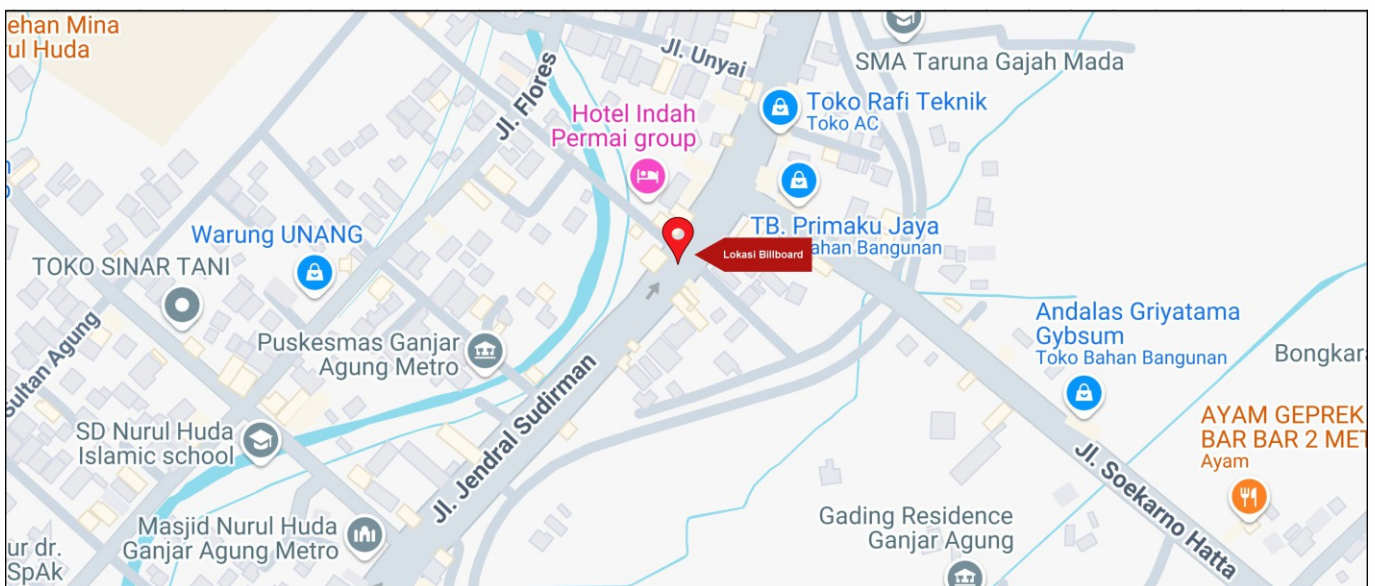 ehan Mina
ul Huda
Jl. Flores
Jl. Unyai
SMA Taruna Gajah Mada
Toko Rafi Teknik
Toko AC
Hotel Indah
Permai group
Warung UNANG
TB. Primaku Jaya
ahan Bangunan
Lokasi Billboard
TOKO SINAR TANI
Sultan Agung
Puskesmas Ganjar
Agung Metro
Jl. Jendral Sudirman
Andalas Griyatama
Gybsum
Toko Bahan Bangunan
Bongkar
SD Nurul Huda
Islamic school
AYAM GEPREK
BAR BAR 2 MET
Ayam
Jl. Soekarno Hatta
Masjid Nurul Huda
Ganjar Agung Metro
Gading Residence
Ganjar Agung
ur dr.
SpAk